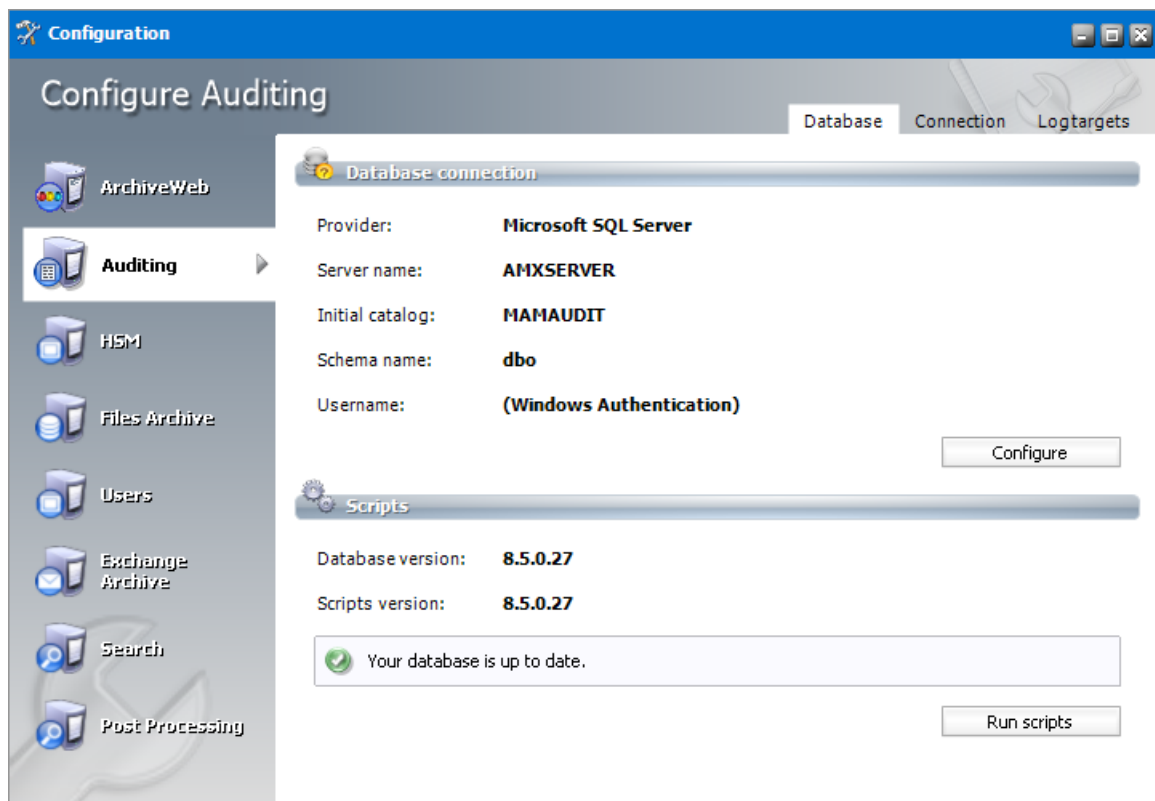 Configuration
Configure Auditing
Database Connection Logtargets
ArchiveWeb
Auditing
HSM
Files Archive
Users
Exchange
Archive
Search
Post Processing
Database connection
Provider: Microsoft SQL Server
Server name: AMXSERVER
Initial catalog: MAMAUDIT
Schema name: dbo
Username: (Windows Authentication)
Configure
Scripts
Database version: 8.5.0.27
Scripts version: 8.5.0.27
Your database is up to date.
Run scripts